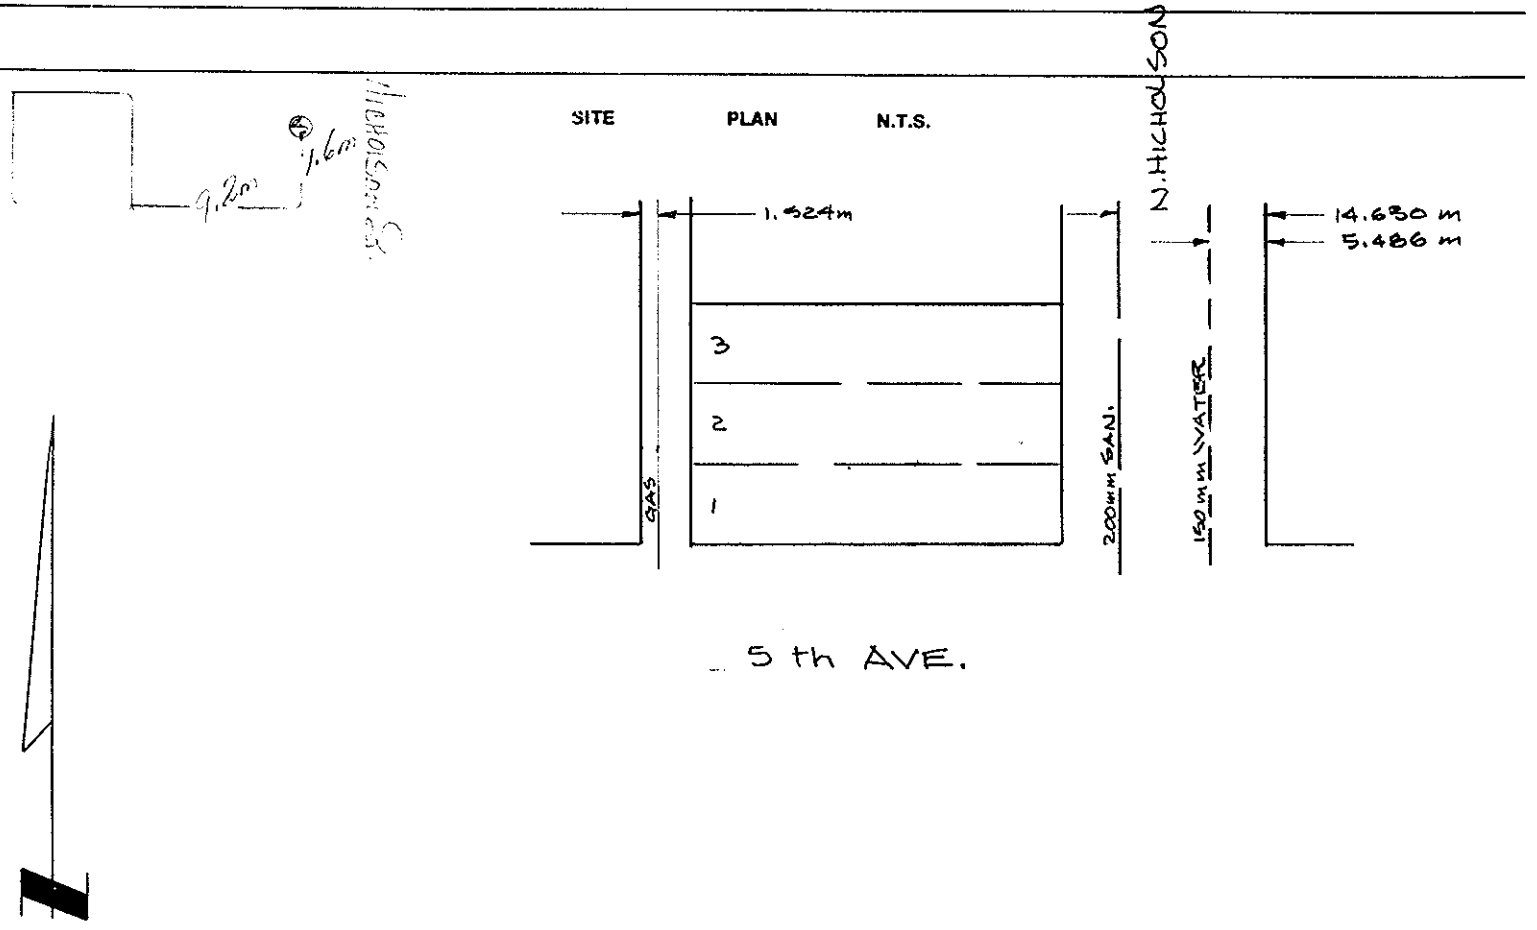 SITE PLAN N.T.S.
N. NICHOLSON
9.2m
1.6m
1.524m
14.630 m
5.486 m
3
2
1
GAS
200mm SAN.
150mm WATER
5th AVE.
N